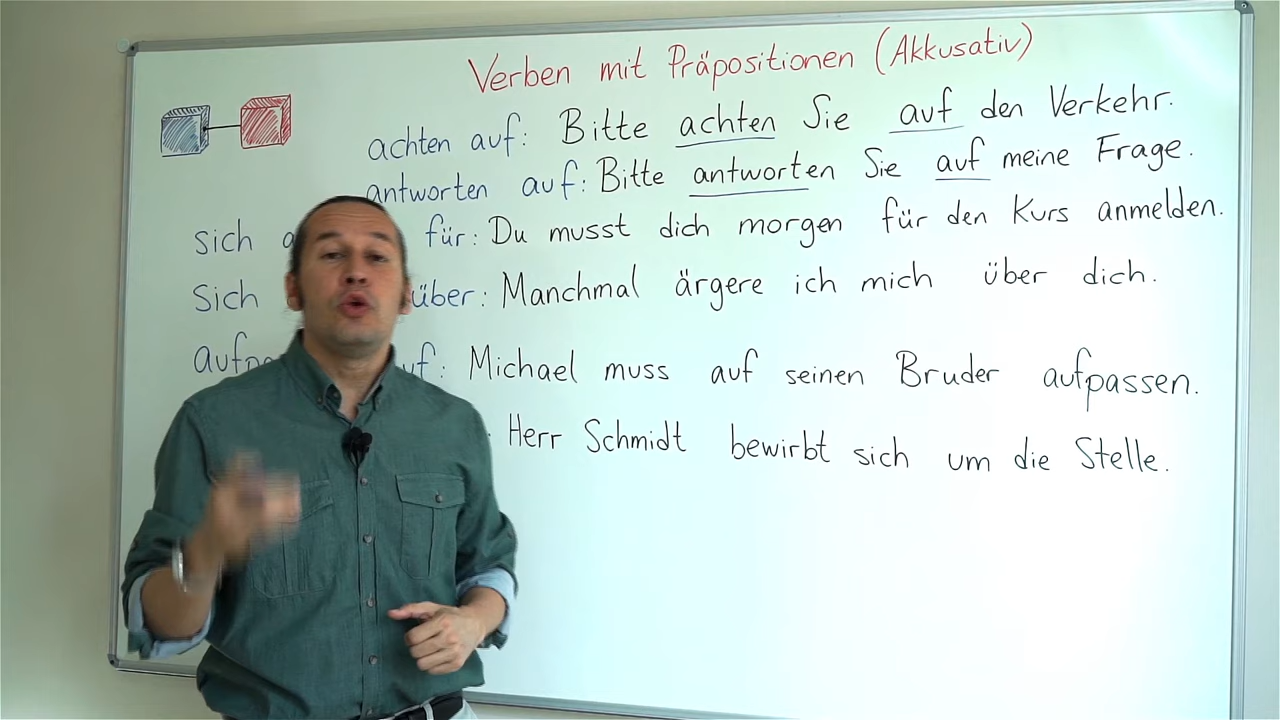 Verben mit Präpositionen (Akkusativ)
achten auf: Bitte achten Sie auf den Verkehr.
antworten auf: Bitte antworten Sie auf meine Frage.
sich für: Du musst dich morgen für den Kurs anmelden.
sich über: Manchmal ärgere ich mich über dich.
Michael muss auf seinen Bruder aufpassen.
Herr Schmidt bewirbt sich um die Stelle.